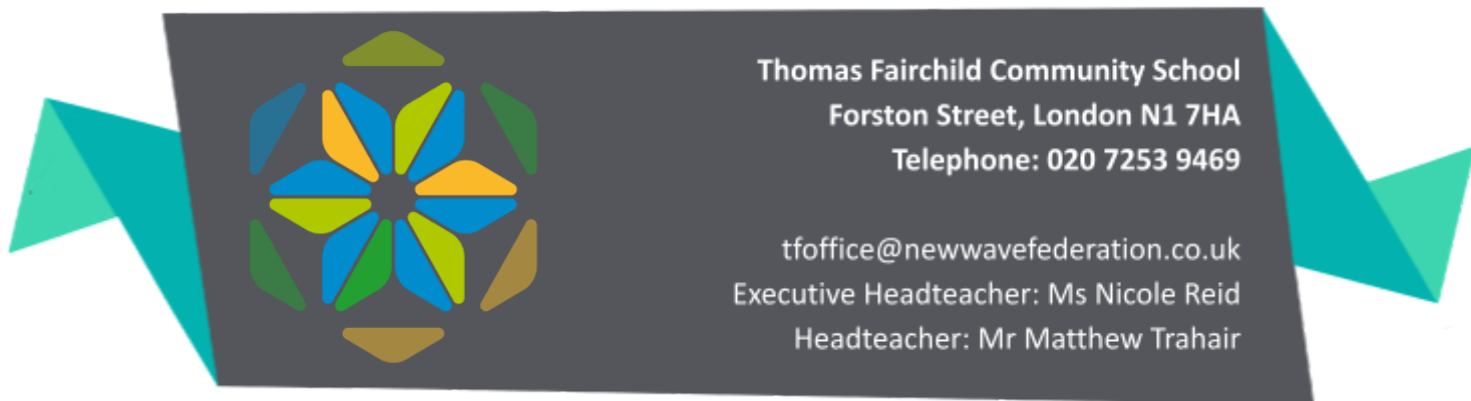 Thomas Fairchild Community School
Forston Street, London N1 7HA
Telephone: 020 7253 9469
tfoffice@newwavefederation.co.uk
Executive Headteacher: Ms Nicole Reid
Headteacher: Mr Matthew Trahair